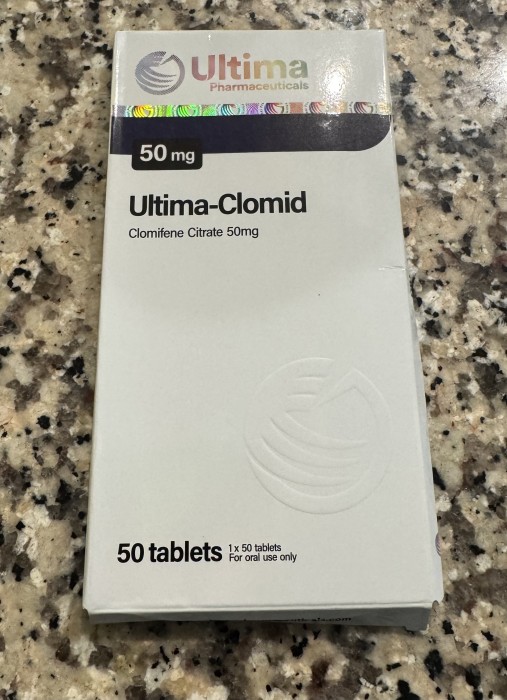 Ultima
Pharmaceuticals
50 mg
Ultima-Clomid
Clomifene Citrate 50mg
50 tablets
1 x 50 tablets
For oral use only